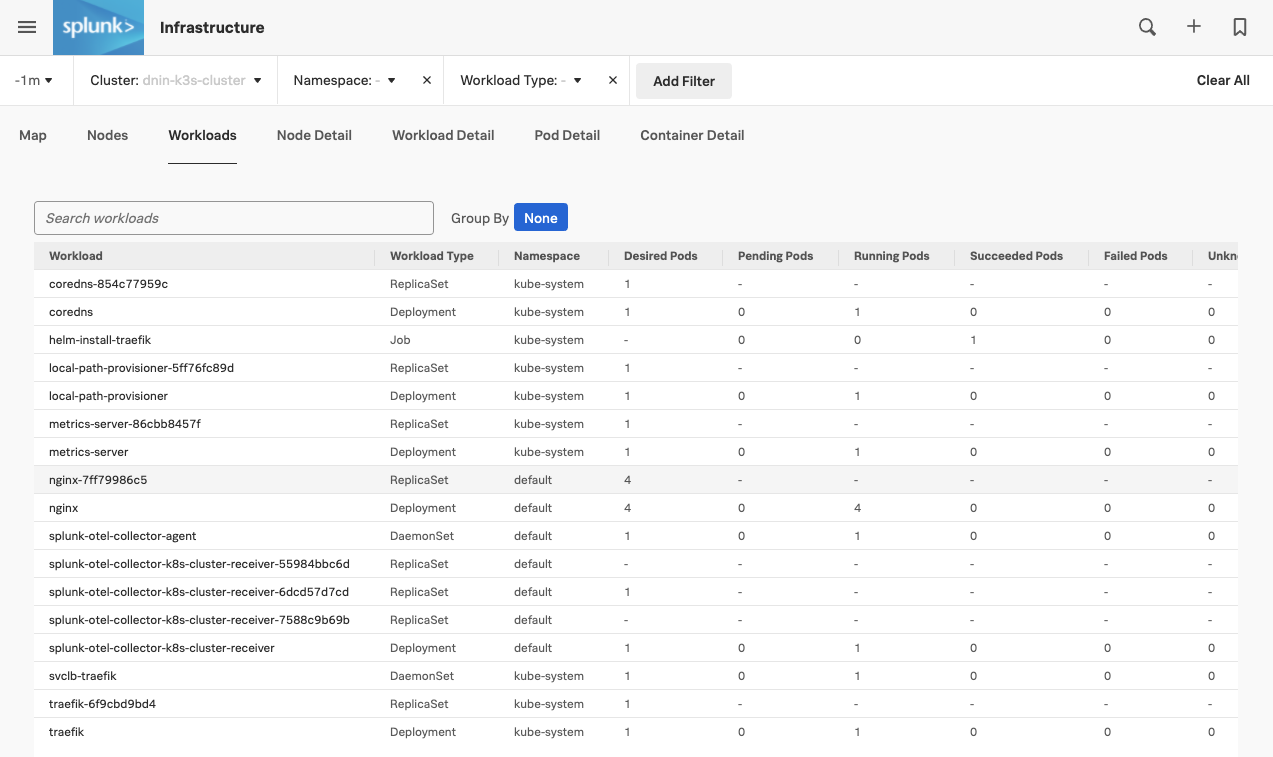 splunk> Infrastructure
-1m Cluster: dnin-k3s-cluster Namespace: - × Workload Type: - × Add Filter Clear All
Map Nodes Workloads Node Detail Workload Detail Pod Detail Container Detail
Search workloads Group By None
Workload Workload Type Namespace Desired Pods Pending Pods Running Pods Succeeded Pods Failed Pods Unkn
coredns-854c77959c ReplicaSet kube-system 1 - - - - -
coredns Deployment kube-system 1 0 1 0 0 0
helm-install-traefik Job kube-system - 0 0 1 0 0
local-path-provisioner-5ff76fc89d ReplicaSet kube-system 1 - - - - -
local-path-provisioner Deployment kube-system 1 0 1 0 0 0
metrics-server-86cbb8457f ReplicaSet kube-system 1 - - - - -
metrics-server Deployment kube-system 1 0 1 0 0 0
nginx-7ff79986c5 ReplicaSet default 4 - - - - -
nginx Deployment default 4 0 4 0 0 0
splunk-otel-collector-agent DaemonSet default 1 0 1 0 0 0
splunk-otel-collector-k8s-cluster-receiver-55984bbc6d ReplicaSet default - - - - - -
splunk-otel-collector-k8s-cluster-receiver-6dcd57d7cd ReplicaSet default 1 - - - - -
splunk-otel-collector-k8s-cluster-receiver-7588c9b69b ReplicaSet default - - - - - -
splunk-otel-collector-k8s-cluster-receiver Deployment default 1 0 1 0 0 0
svclb-traefik DaemonSet kube-system 1 0 1 0 0 0
traefik-6f9cbd9bd4 ReplicaSet kube-system 1 - - - - -
traefik Deployment kube-system 1 0 1 0 0 0